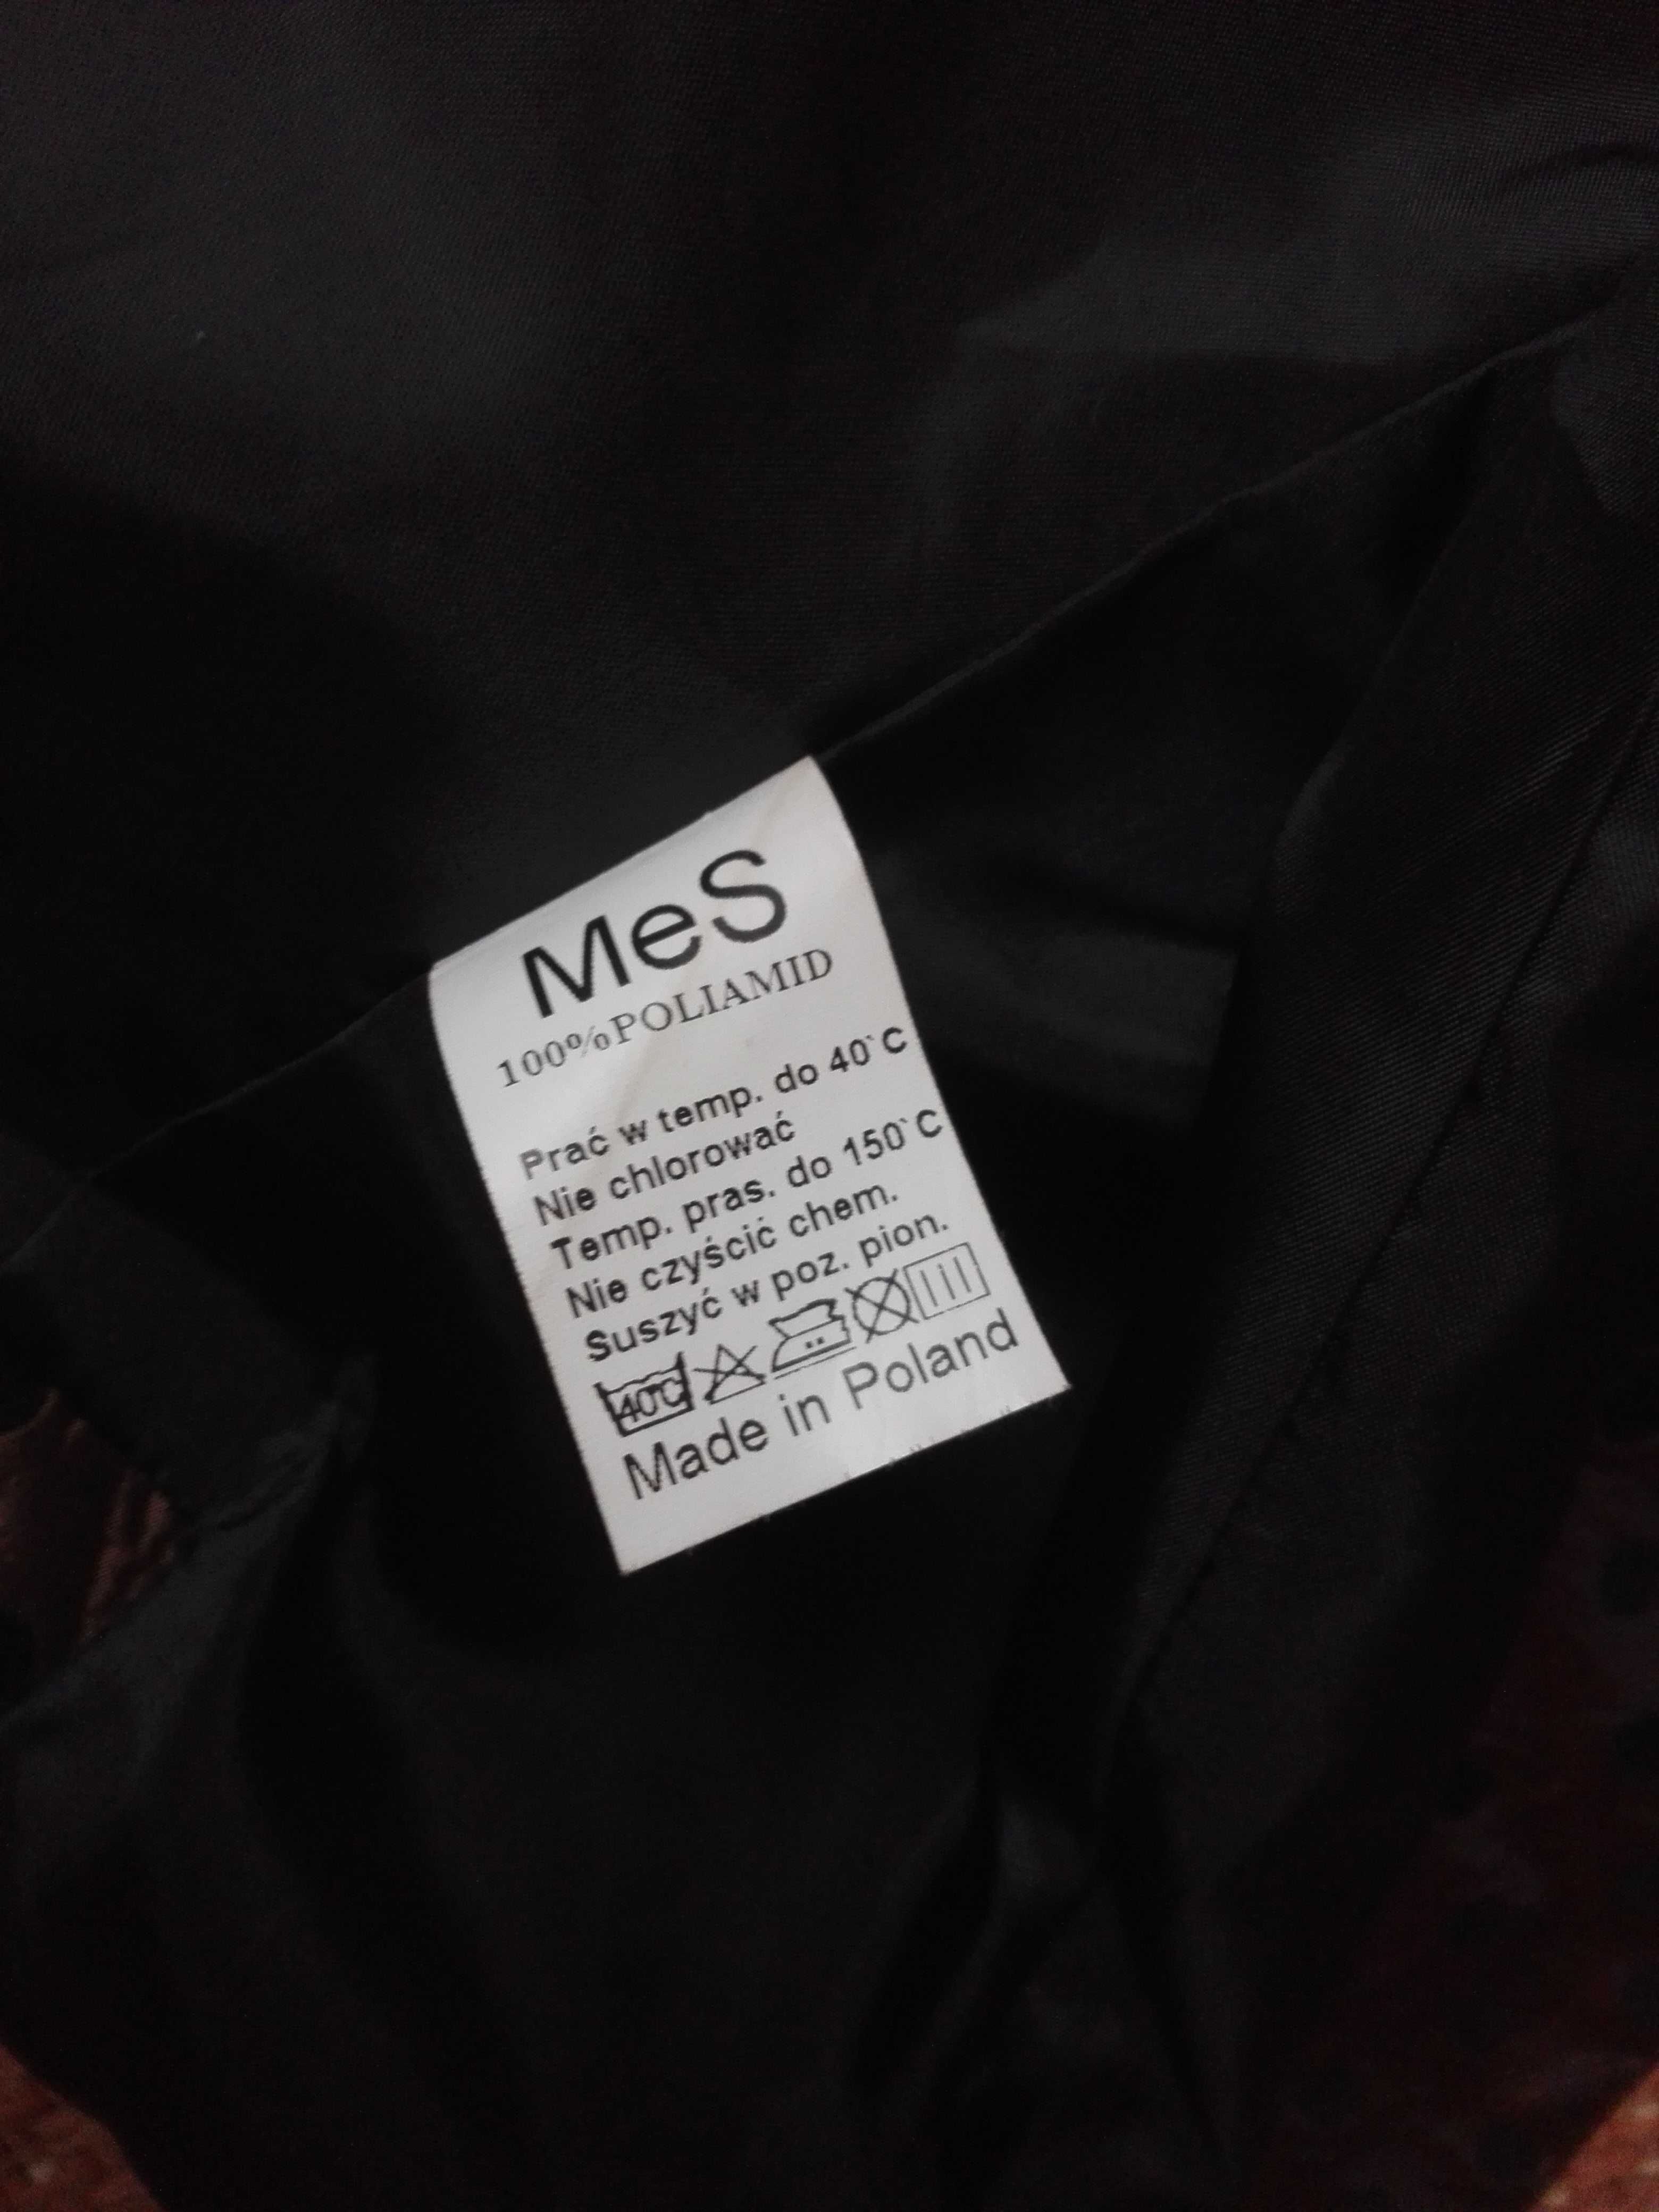 MeS
100%POLIAMID
Prać w temp. do 40`C
Nie chlorować
Temp. pras. do 150`C
Nie czyścić chem.
Suszyć w poz. pion.
40°C
Made in Poland